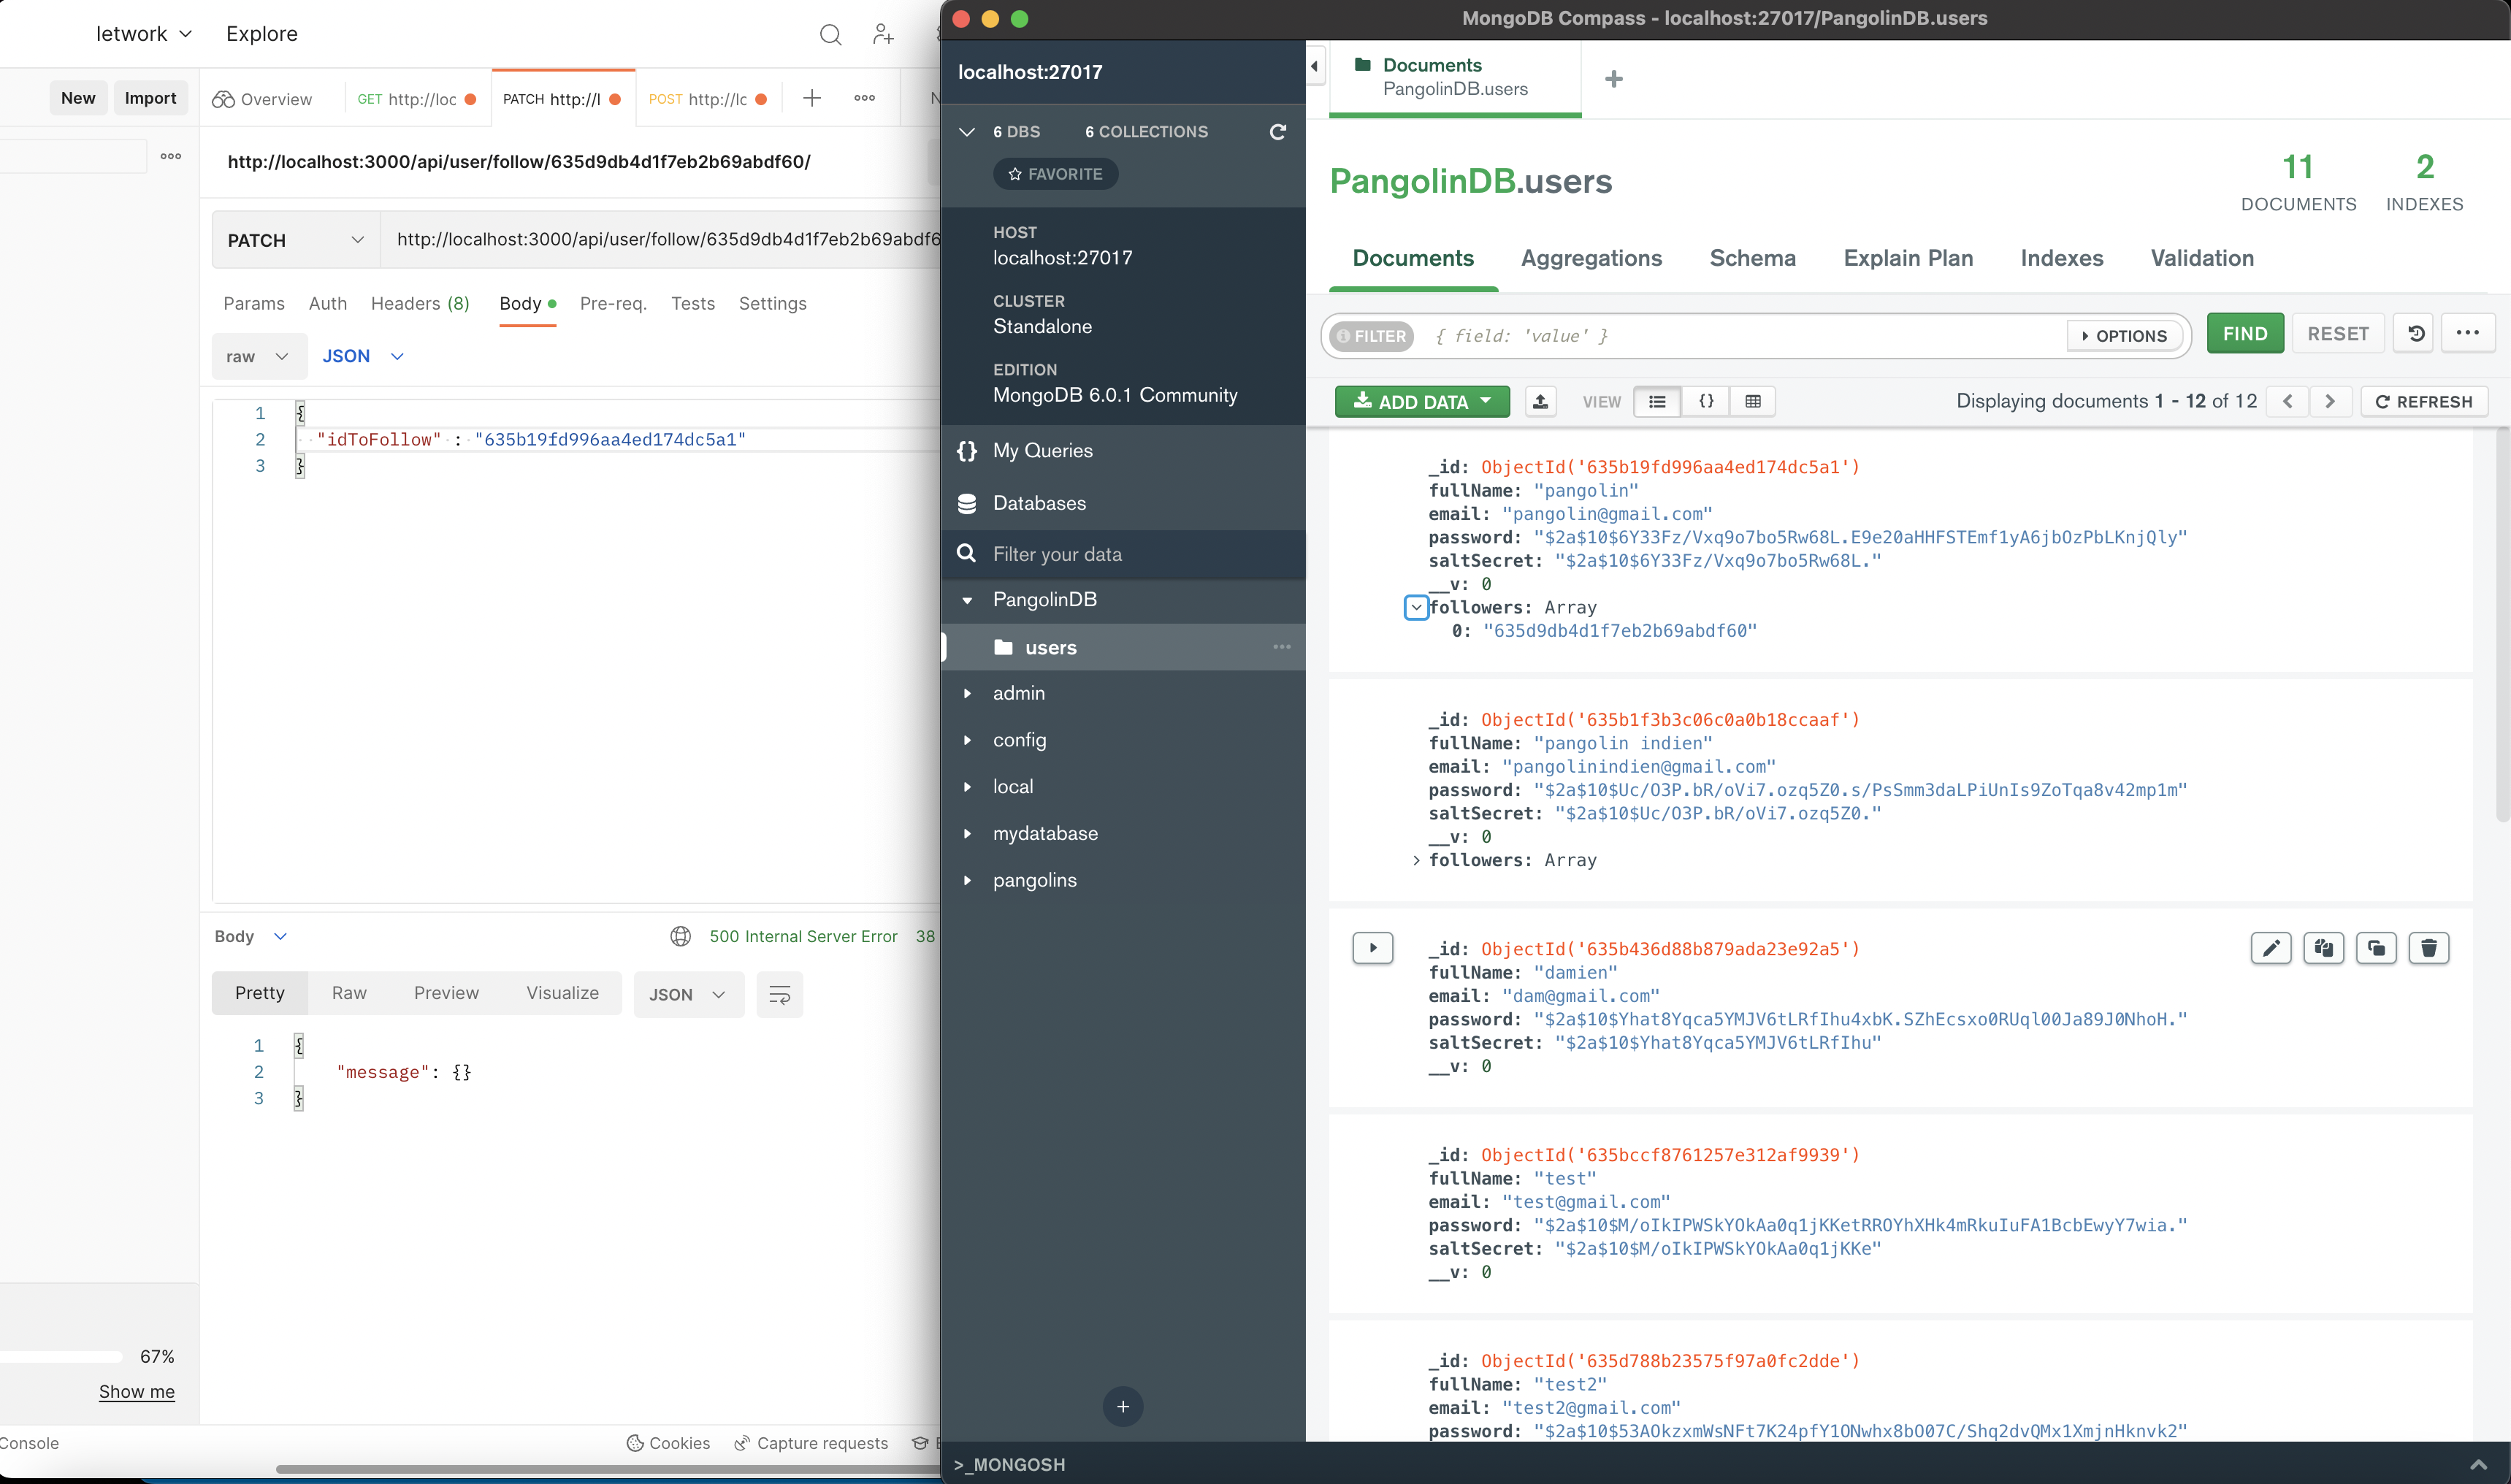 letwork
Explore
New
Import
Overview
GET http://loc
PATCH http://l
POST http://lc
http://localhost:3000/api/user/follow/635d9db4d1f7eb2b69abdf60/
PATCH
http://localhost:3000/api/user/follow/635d9db4d1f7eb2b69abdf6
Params
Auth
Headers (8)
Body
Pre-req.
Tests
Settings
raw
JSON
1 {
2 "idToFollow" : "635b19fd996aa4ed174dc5a1"
3 }
Body
500 Internal Server Error
38
Pretty
Raw
Preview
Visualize
JSON
1 {
2 "message": {}
3 }
67%
Show me
Console
Cookies
Capture requests
MongoDB Compass - localhost:27017/PangolinDB.users
localhost:27017
6 DBS
6 COLLECTIONS
FAVORITE
HOST
localhost:27017
CLUSTER
Standalone
EDITION
MongoDB 6.0.1 Community
{} My Queries
Databases
Filter your data
PangolinDB
users
admin
config
local
mydatabase
pangolins
>_MONGOSH
Documents
PangolinDB.users
PangolinDB.users
11
DOCUMENTS
2
INDEXES
Documents
Aggregations
Schema
Explain Plan
Indexes
Validation
FILTER
{ field: 'value' }
OPTIONS
FIND
RESET
ADD DATA
VIEW
{}
Displaying documents 1 - 12 of 12
REFRESH
_id: ObjectId('635b19fd996aa4ed174dc5a1')
fullName: "pangolin"
email: "pangolin@gmail.com"
password: "$2a$10$6Y33Fz/Vxq9o7bo5Rw68L.E9e20aHHFSTEmf1yA6jbOzPbLKnjQly"
saltSecret: "$2a$10$6Y33Fz/Vxq9o7bo5Rw68L."
__v: 0
followers: Array
0: "635d9db4d1f7eb2b69abdf60"
_id: ObjectId('635b1f3b3c06c0a0b18ccaaf')
fullName: "pangolin indien"
email: "pangolinindien@gmail.com"
password: "$2a$10$Uc/O3P.bR/oVi7.ozq5Z0.s/PsSmm3daLPiUnIs9ZoTqa8v42mp1m"
saltSecret: "$2a$10$Uc/O3P.bR/oVi7.ozq5Z0."
__v: 0
followers: Array
_id: ObjectId('635b436d88b879ada23e92a5')
fullName: "damien"
email: "dam@gmail.com"
password: "$2a$10$Yhat8Yqca5YMJV6tLRfIhu4xbK.SZhEcsxo0RUql00Ja89J0NhoH."
saltSecret: "$2a$10$Yhat8Yqca5YMJV6tLRfIhu"
__v: 0
_id: ObjectId('635bccf8761257e312af9939')
fullName: "test"
email: "test@gmail.com"
password: "$2a$10$M/oIkIPWSkYOkAa0q1jKKetRROYhXHk4mRkuIuFA1BcbEwyY7wia."
saltSecret: "$2a$10$M/oIkIPWSkYOkAa0q1jKKe"
__v: 0
_id: ObjectId('635d788b23575f97a0fc2dde')
fullName: "test2"
email: "test2@gmail.com"
password: "$2a$10$53AOkzxmWsNFt7K24pfY1ONwhx8bO07C/Shq2dvQMx1XmjnHknvk2"